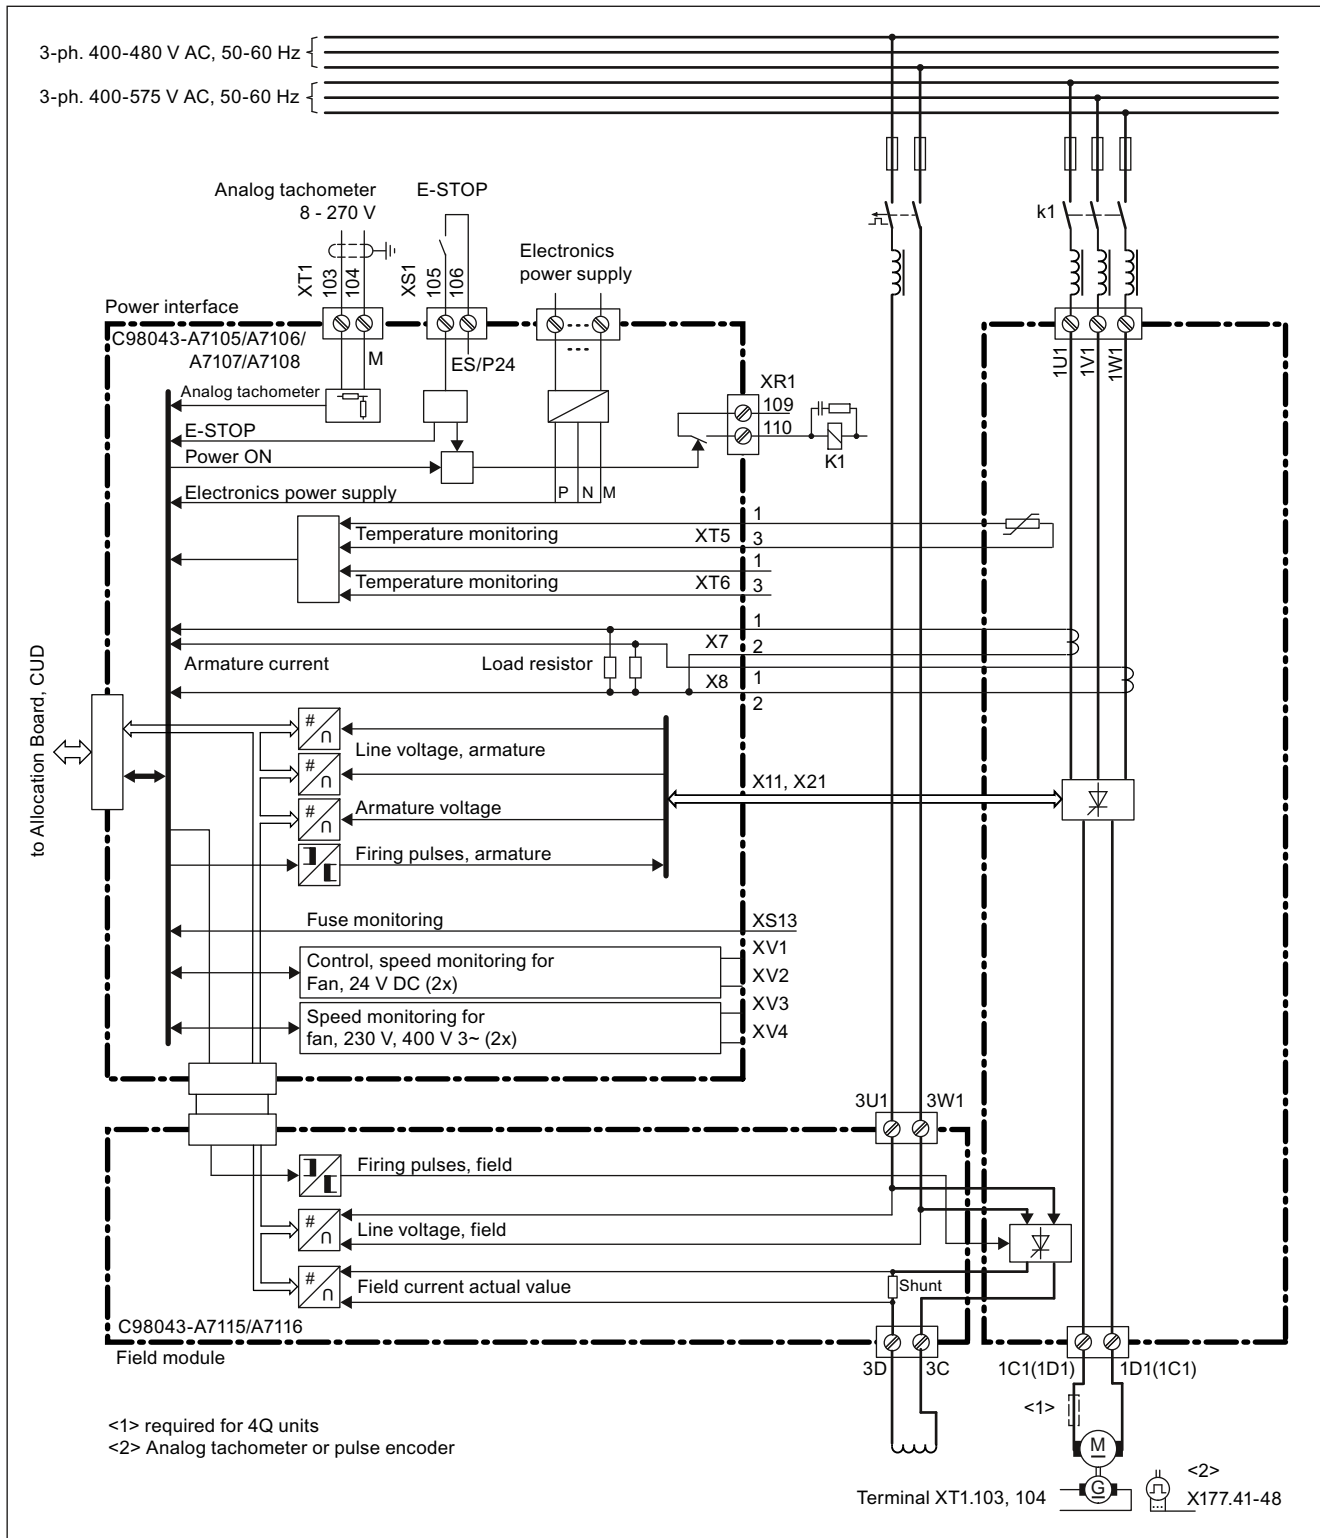 3-ph. 400-480 V AC, 50-60 Hz
3-ph. 400-575 V AC, 50-60 Hz
Analog tachometer
8 - 270 V
E-STOP
k1
Electronics
power supply
XT1
103
104
XS1
105
106
Power interface
C98043-A7105/A7106/
A7107/A7108
M
ES/P24
1U1
1V1
1W1
Analog tachometer
XR1
109
110
K1
E-STOP
Power ON
Electronics power supply
P
N
M
1
Temperature monitoring
XT5
3
1
Temperature monitoring
XT6
3
1
X7
2
Armature current
Load resistor
X8
1
2
to Allocation Board, CUD
#
∩
Line voltage, armature
#
∩
X11, X21
Armature voltage
#
∩
Firing pulses, armature
Fuse monitoring
XS13
XV1
Control, speed monitoring for
Fan, 24 V DC (2x)
XV2
XV3
Speed monitoring for
fan, 230 V, 400 V 3~ (2x)
XV4
3U1
3W1
Firing pulses, field
#
∩
Line voltage, field
#
∩
Field current actual value
Shunt
C98043-A7115/A7116
Field module
3D
3C
1C1(1D1)
1D1(1C1)
<1>
<1> required for 4Q units
<2> Analog tachometer or pulse encoder
M
<2>
G
Terminal XT1.103, 104
X177.41-48